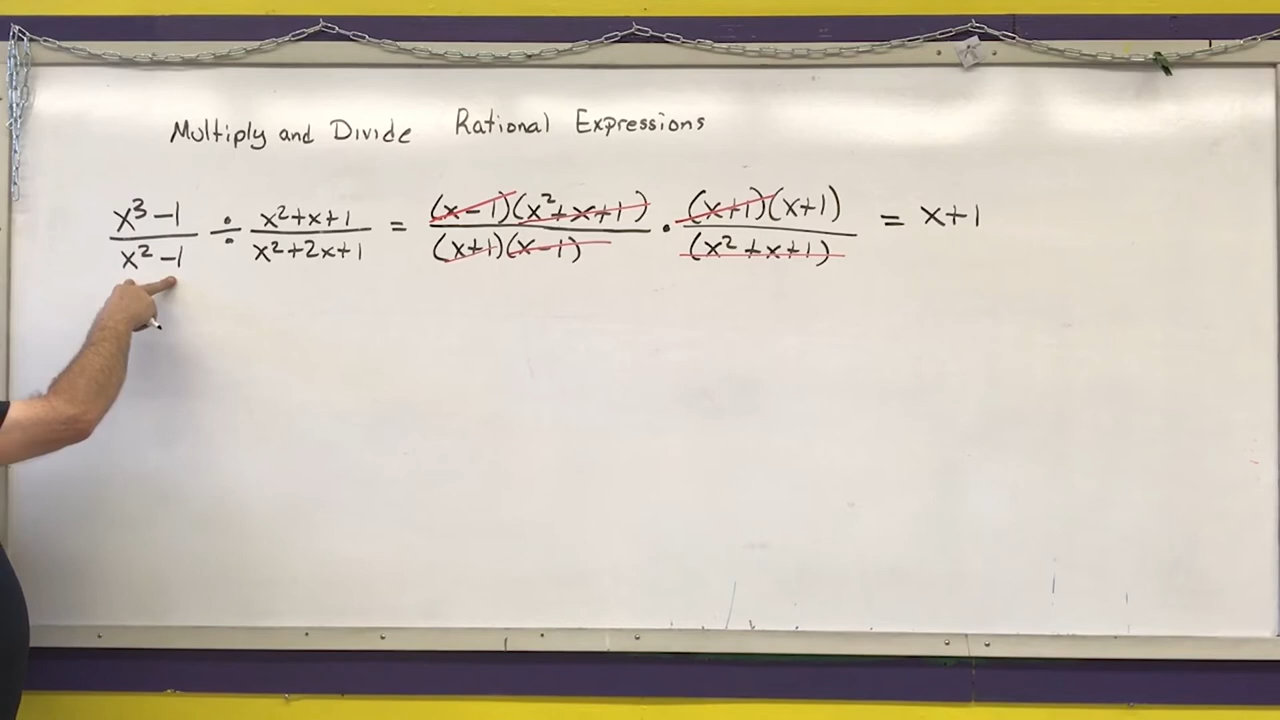 Multiply and Divide Rational Expressions
x³-1 / x²-1 ÷ x²+x+1 / x²+2x+1 = (x-1)(x²+x+1) / (x+1)(x-1) · (x+1)(x+1) / (x²+x+1) = x+1